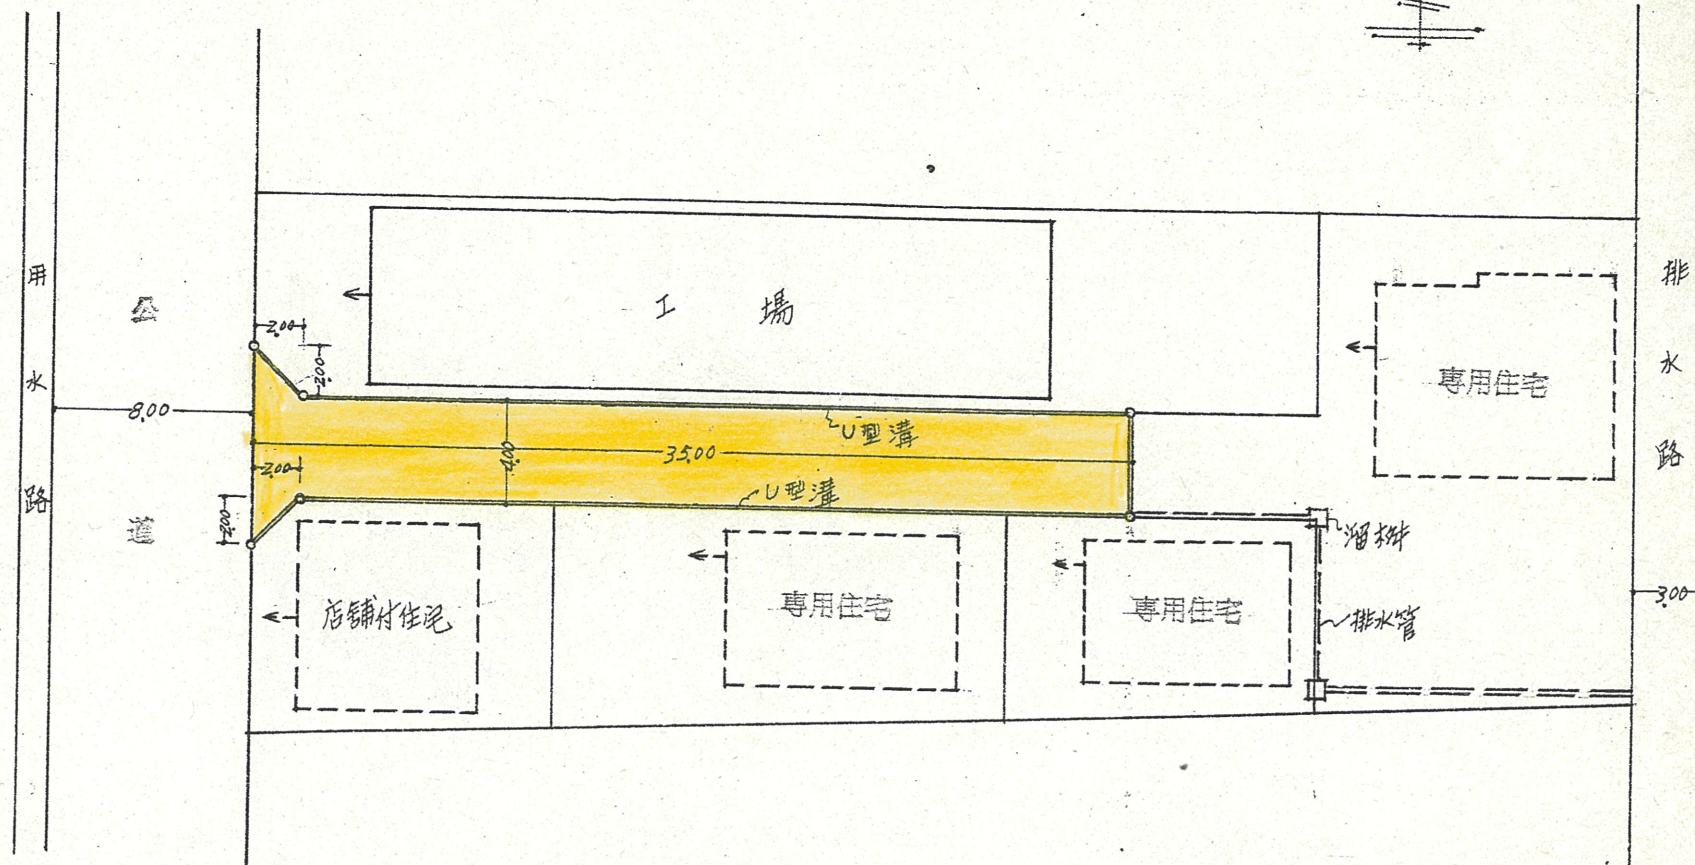 用水路
公道
8.00
2.00
2.00
工場
U型溝
4.00
35.00
2.00
U型溝
2.00
店舗付住宅
専用住宅
専用住宅
専用住宅
溜桝
排水管
排水路
3.00